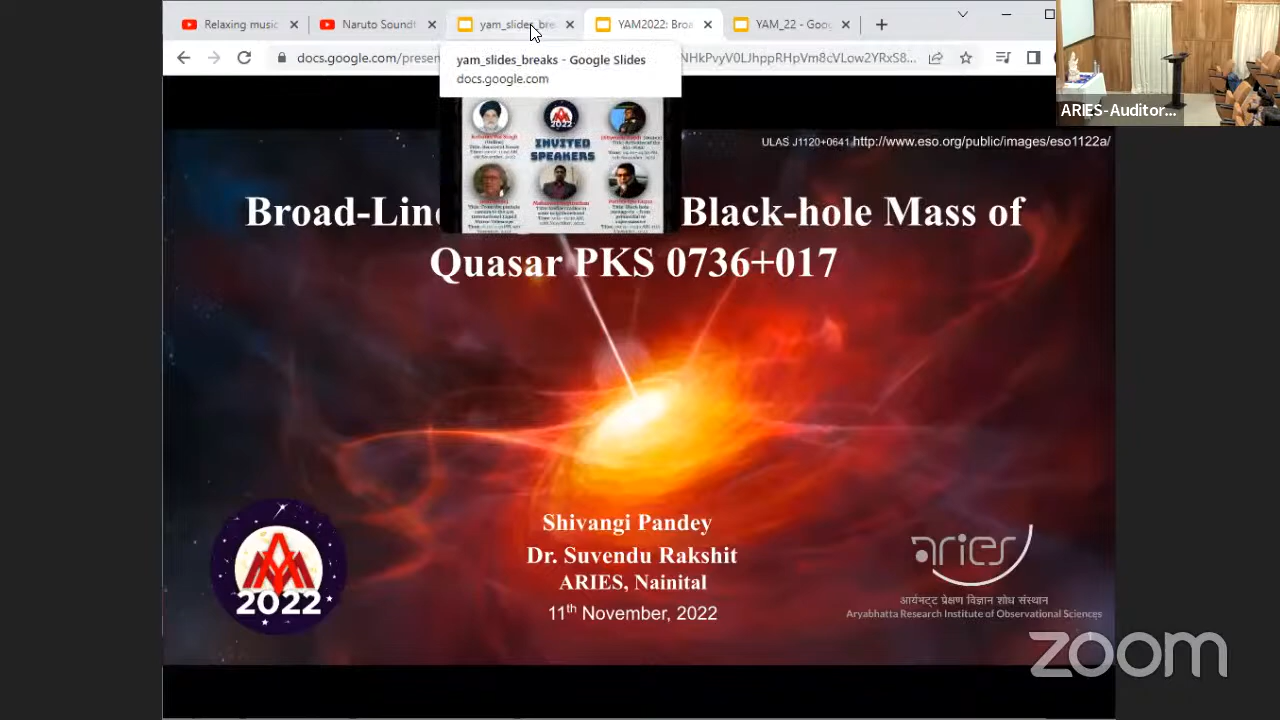 Relaxing music
Naruto Soundt
yam_slides_bre
YAM2022: Broa
YAM_22 - Goog
docs.google.com/presen
NHkPvyV0LJhppRHpVm8cVLow2YRxS8...
yam_slides_breaks - Google Slides
docs.google.com
ARIES-Auditor...
2022
INVITED
SPEAKERS
ULAS J1120+0641 http://www.eso.org/public/images/eso1122a/
Broad-Line Black-hole Mass of
Quasar PKS 0736+017
Shivangi Pandey
Dr. Suvendu Rakshit
ARIES, Nainital
11th November, 2022
2022
aries
आर्यभट्ट प्रेक्षण विज्ञान शोध संस्थान
Aryabhatta Research Institute of Observational Sciences
zoom